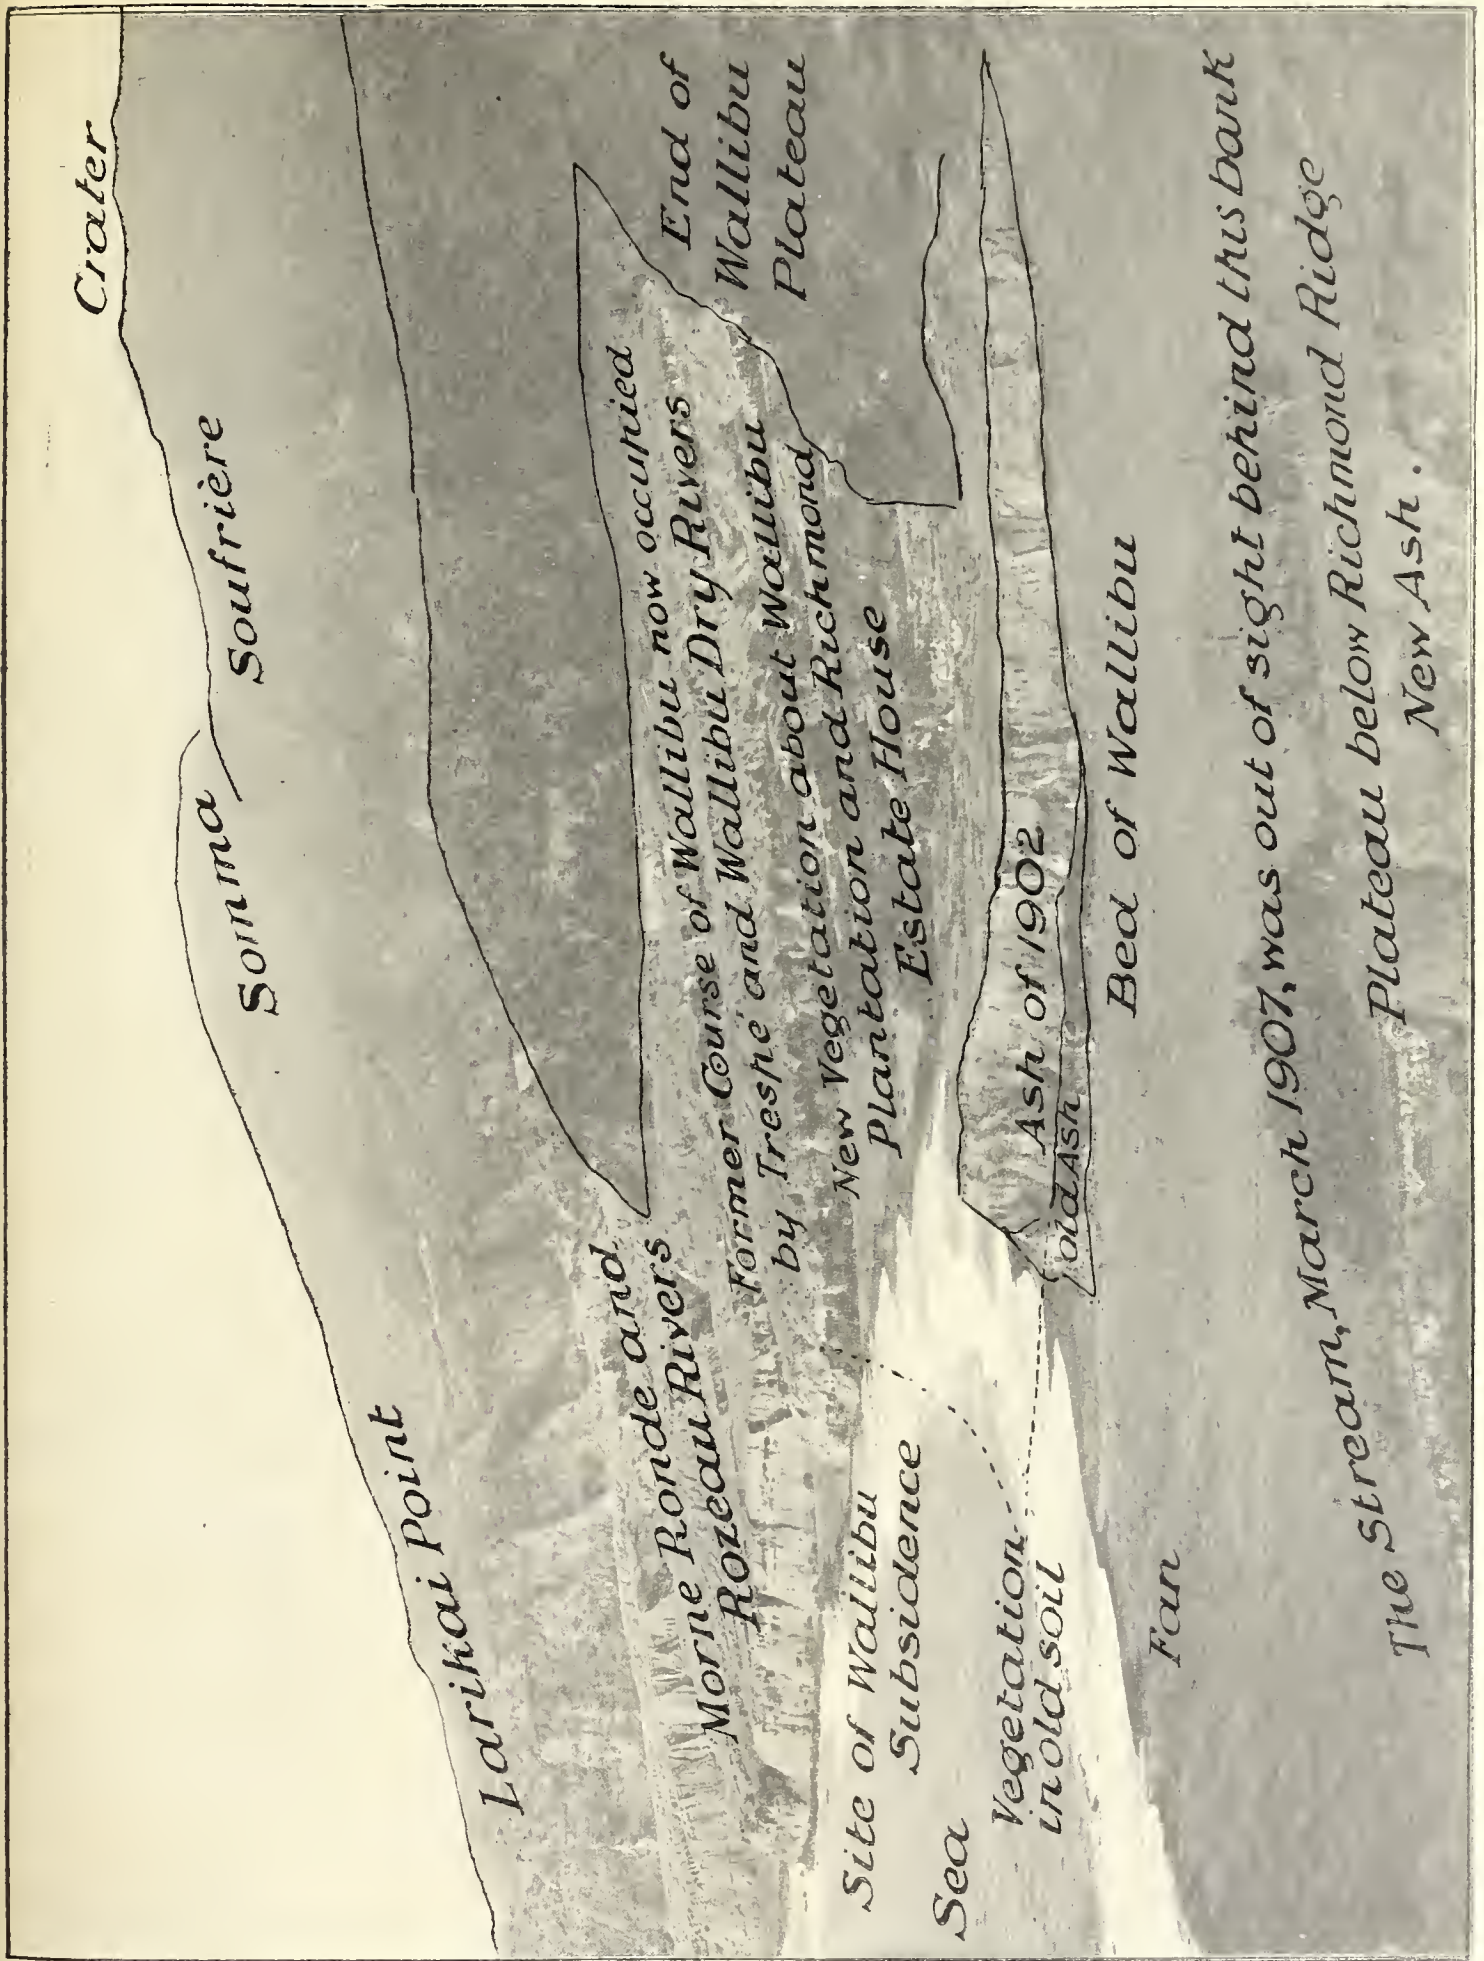 Crater
Soufrière
Somma
Larikai Point
End of
Wallibu
Plateau
Morne Ronde and
Rozeau Rivers
Former Course of Wallibu now occupied
by Trespé and Wallibu Dry Rivers
New Vegetation about Wallibu
Plantation and Richmond
Estate House
Site of Wallibu
Subsidence
Sea
Vegetation
in old soil
Ash of 1902
old Ash
Bed of Wallibu
Fan
The Stream, March 1907, was out of sight behind this bank
Plateau below Richmond Ridge
New Ash.